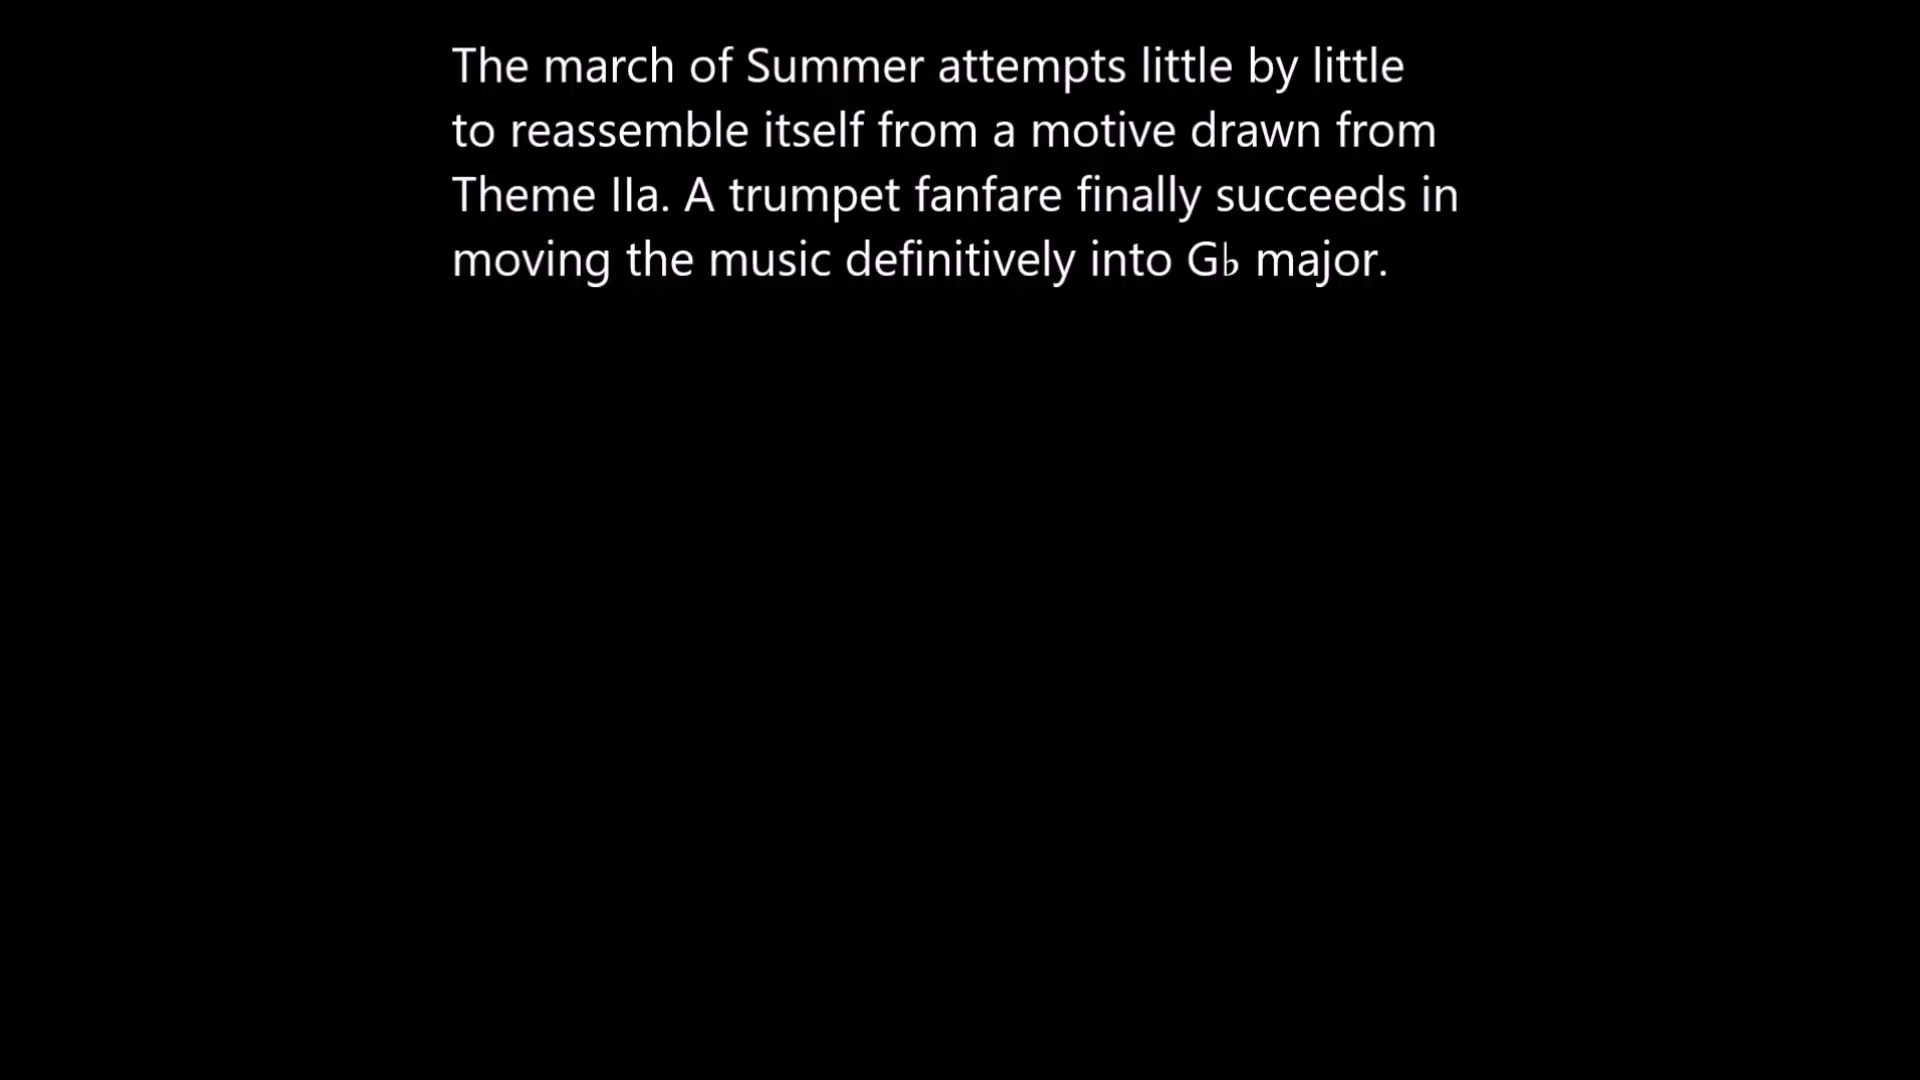 The march of Summer attempts little by little
to reassemble itself from a motive drawn from
Theme IIa. A trumpet fanfare finally succeeds in
moving the music definitively into G♭ major.